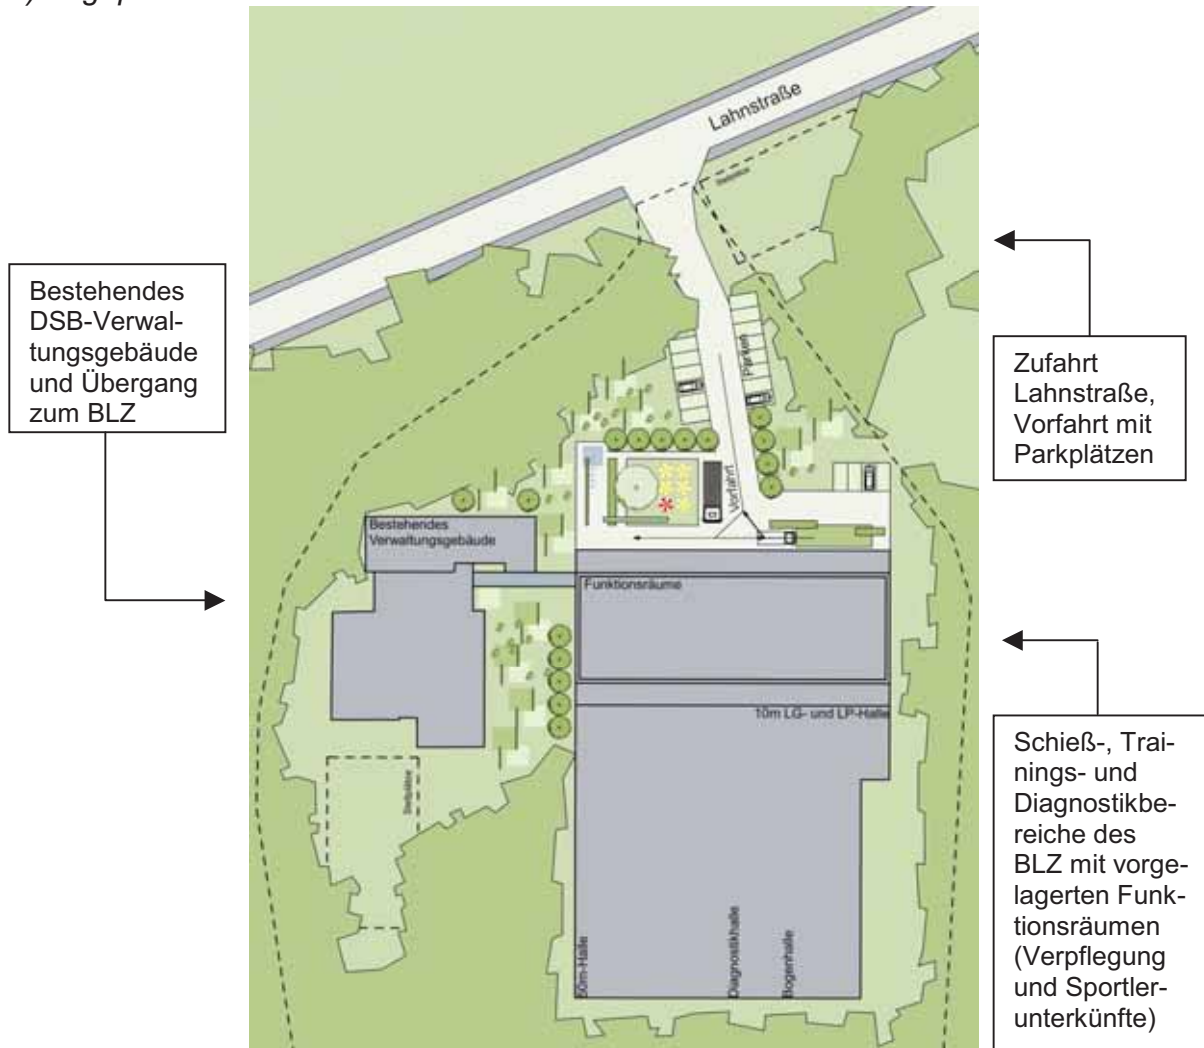 Lahnstraße
Stellplätze
Bestehendes
DSB-Verwal-
tungsgebäude
und Übergang
zum BLZ
Zufahrt
Lahnstraße,
Vorfahrt mit
Parkplätzen
Parken
Vorfahrt
Bestehendes
Verwaltungsgebäude
Funktionsräume
10m LG- und LP-Halle
Stellplätze
50m-Halle
Diagnostikhalle
Bogenhalle
Schieß-, Trai-
nings- und
Diagnostikbe-
reiche des
BLZ mit vorge-
lagerten Funk-
tionsräumen
(Verpflegung
und Sportler-
unterkünfte)